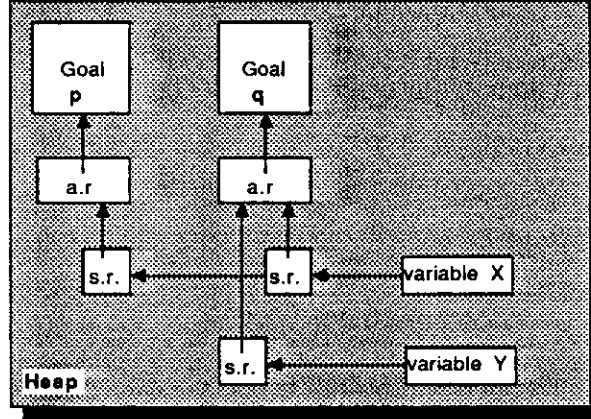 Goal
p
Goal
q
a.r
a.r
s.r.
s.r.
variable X
s.r.
variable Y
Heap